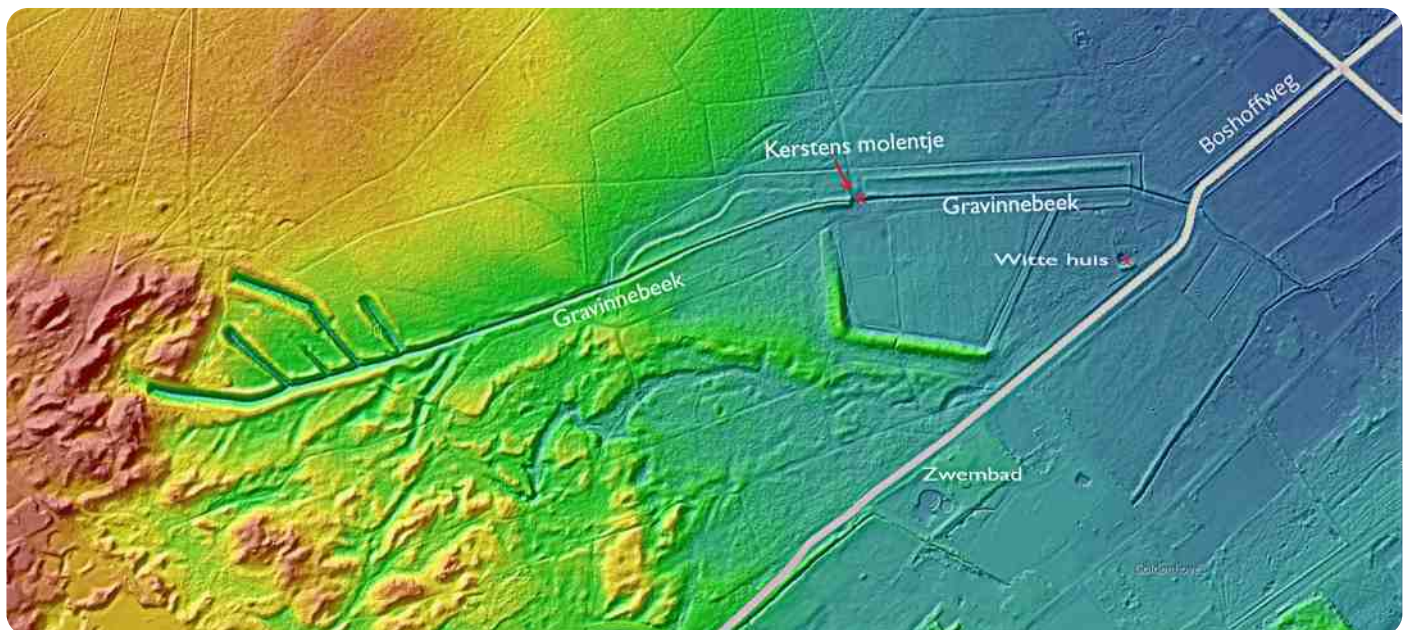 Boshoffweg
Kerstens molentje
Gravinnebeek
Witte huis
Gravinnebeek
Zwembad